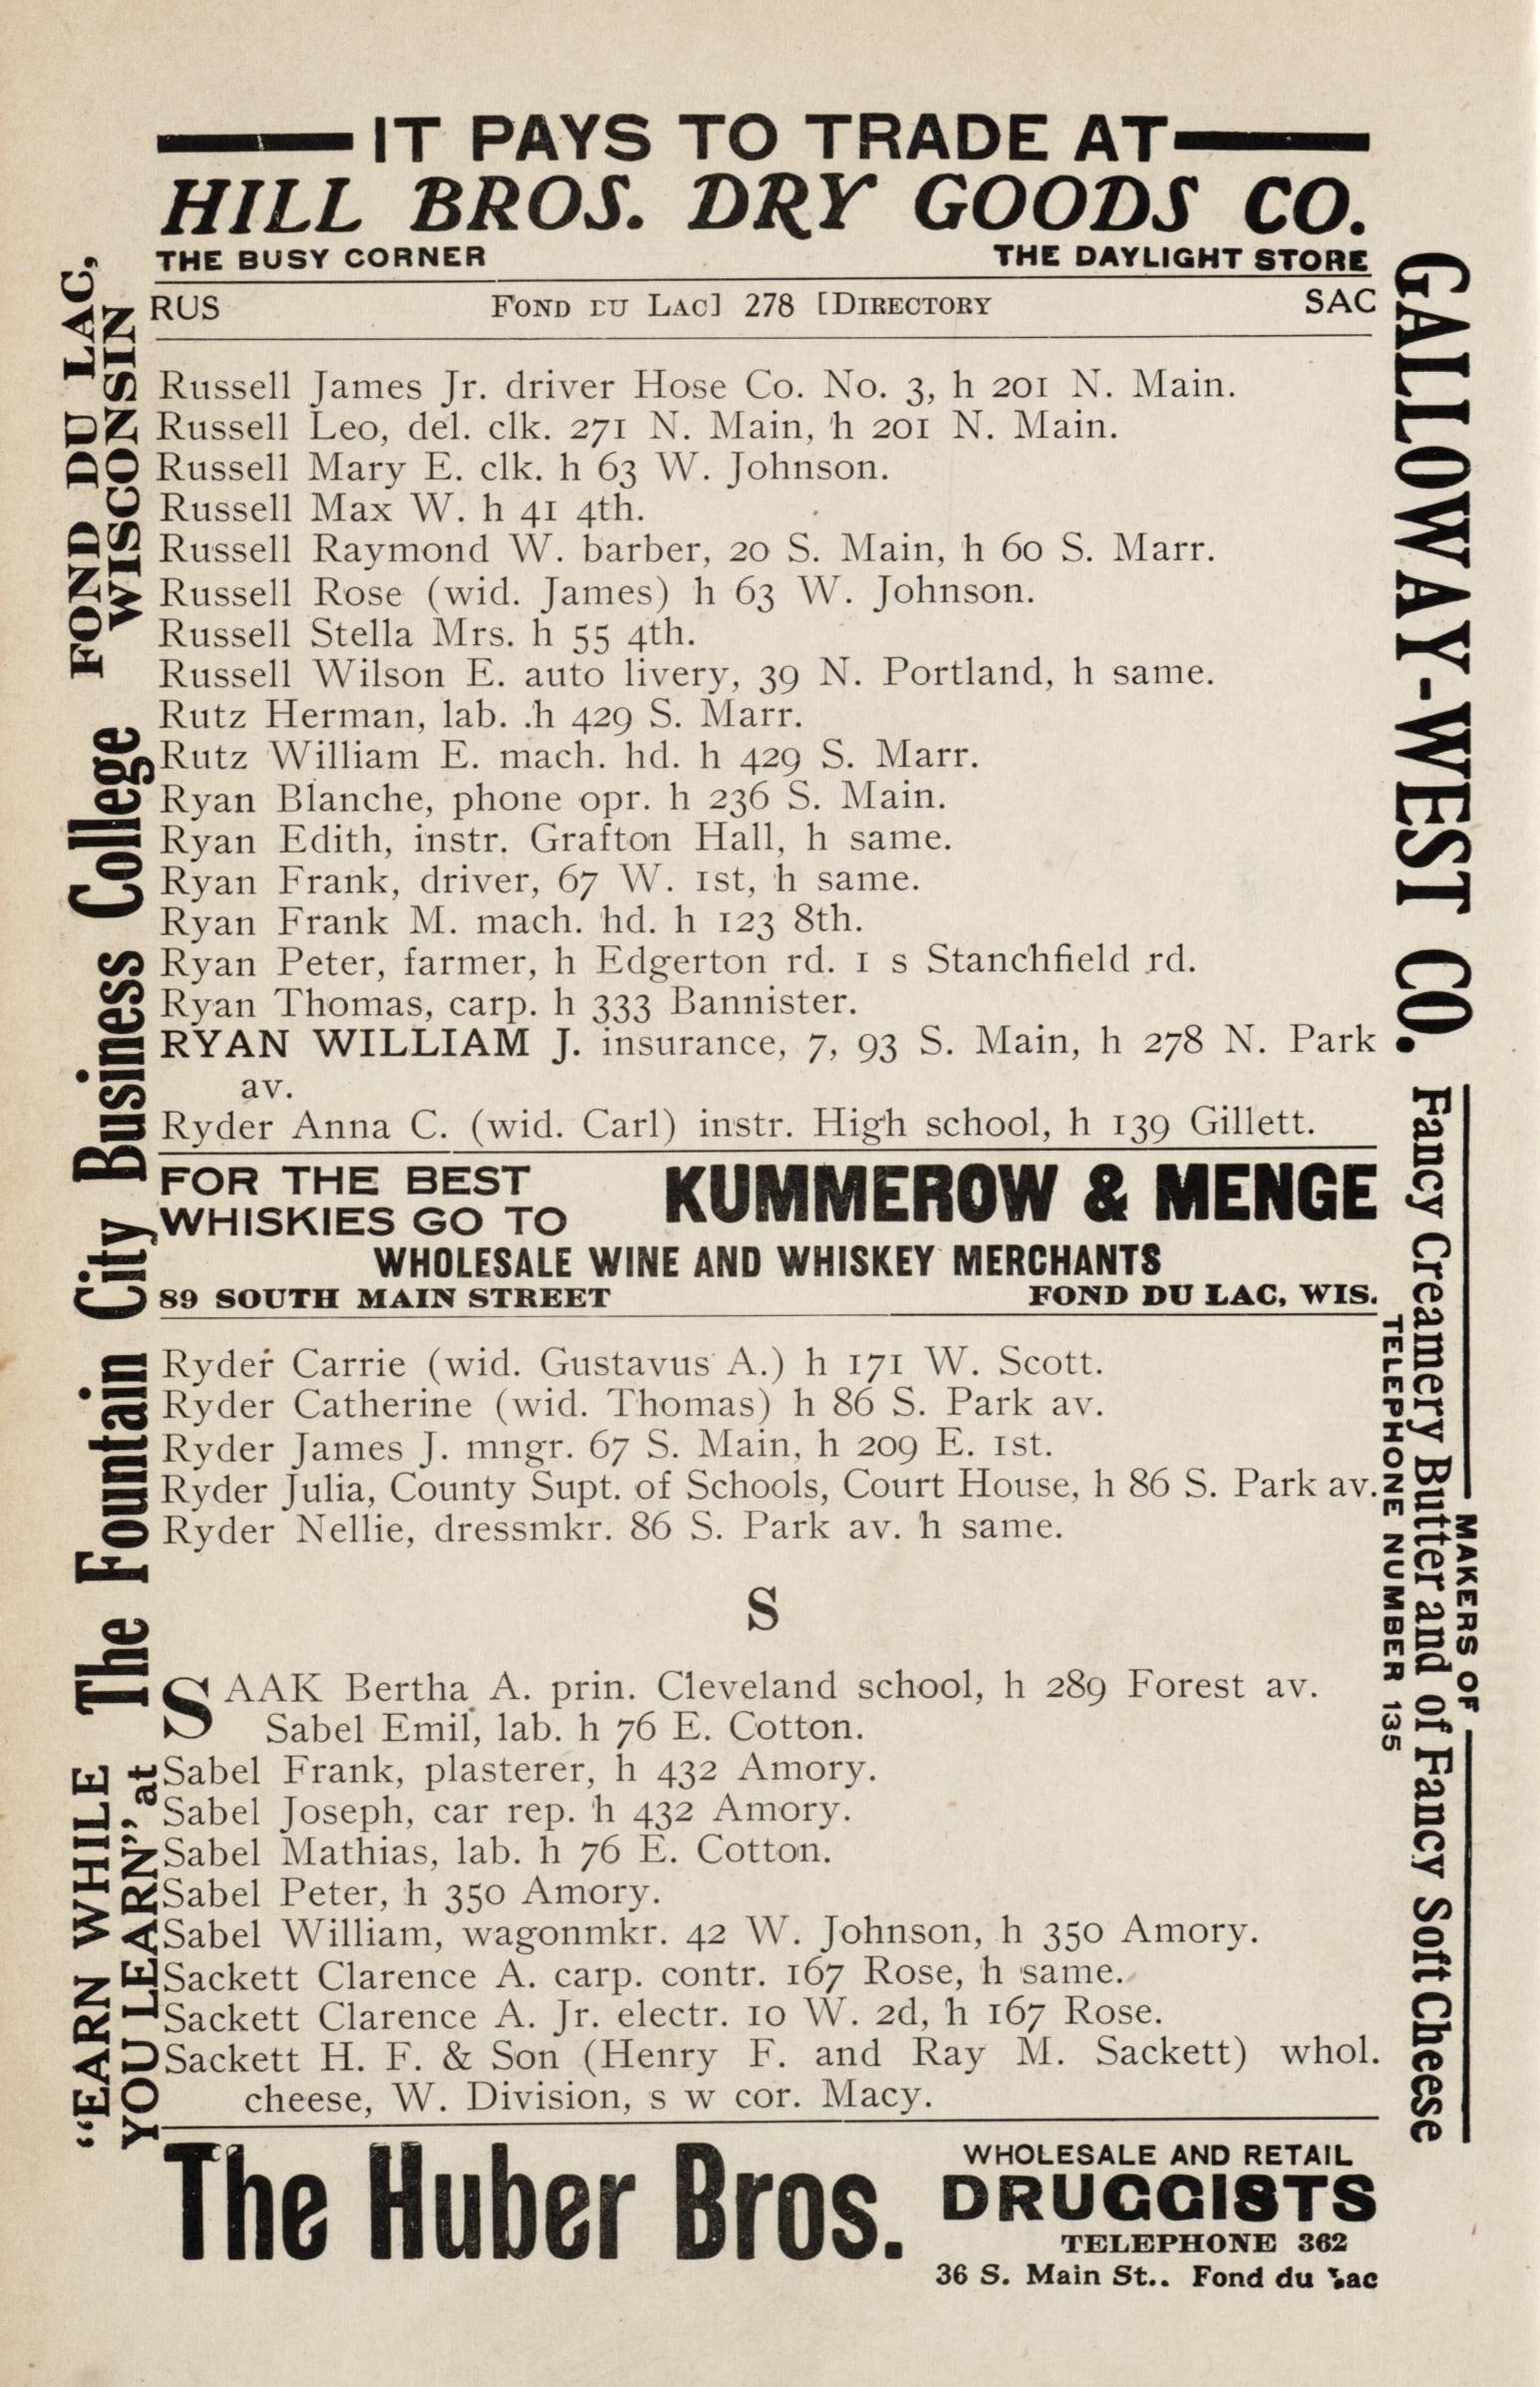 IT PAYS TO TRADE AT
HILL BROS. DRY GOODS CO.
THE BUSY CORNER THE DAYLIGHT STORE
RUS FOND DU LAC] 278 [DIRECTORY SAC
Russell James Jr. driver Hose Co. No. 3, h 201 N. Main.
Russell Leo, del. clk. 271 N. Main, h 201 N. Main.
Russell Mary E. clk. h 63 W. Johnson.
Russell Max W. h 41 4th.
Russell Raymond W. barber, 20 S. Main, h 60 S. Marr.
Russell Rose (wid. James) h 63 W. Johnson.
Russell Stella Mrs. h 55 4th.
Russell Wilson E. auto livery, 39 N. Portland, h same.
Rutz Herman, lab. .h 429 S. Marr.
Rutz William E. mach. hd. h 429 S. Marr.
Ryan Blanche, phone opr. h 236 S. Main.
Ryan Edith, instr. Grafton Hall, h same.
Ryan Frank, driver, 67 W. 1st, h same.
Ryan Frank M. mach. hd. h 123 8th.
Ryan Peter, farmer, h Edgerton rd. 1 s Stanchfield rd.
Ryan Thomas, carp. h 333 Bannister.
RYAN WILLIAM J. insurance, 7, 93 S. Main, h 278 N. Park
av.
Ryder Anna C. (wid. Carl) instr. High school, h 139 Gillett.
FOR THE BEST
WHISKIES GO TO
KUMMEROW & MENGE
WHOLESALE WINE AND WHISKEY MERCHANTS
89 SOUTH MAIN STREET FOND DU LAC, WIS.
Ryder Carrie (wid. Gustavus A.) h 171 W. Scott.
Ryder Catherine (wid. Thomas) h 86 S. Park av.
Ryder James J. mngr. 67 S. Main, h 209 E. 1st.
Ryder Julia, County Supt. of Schools, Court House, h 86 S. Park av.
Ryder Nellie, dressmkr. 86 S. Park av. h same.
S
SAAK Bertha A. prin. Cleveland school, h 289 Forest av.
Sabel Emil, lab. h 76 E. Cotton.
Sabel Frank, plasterer, h 432 Amory.
Sabel Joseph, car rep. h 432 Amory.
Sabel Mathias, lab. h 76 E. Cotton.
Sabel Peter, h 350 Amory.
Sabel William, wagonmkr. 42 W. Johnson, h 350 Amory.
Sackett Clarence A. carp. contr. 167 Rose, h same.
Sackett Clarence A. Jr. electr. 10 W. 2d, h 167 Rose.
Sackett H. F. & Son (Henry F. and Ray M. Sackett) whol.
cheese, W. Division, s w cor. Macy.
The Huber Bros.
WHOLESALE AND RETAIL
DRUGGISTS
TELEPHONE 362
36 S. Main St.. Fond du Lac
"EARN WHILE
YOU LEARN" at
The Fountain City Business College
FOND DU LAC,
WISCONSIN
GALLOWAY-WEST CO.
MAKERS OF
Fancy Creamery Butter and of Fancy Soft Cheese
TELEPHONE NUMBER 135